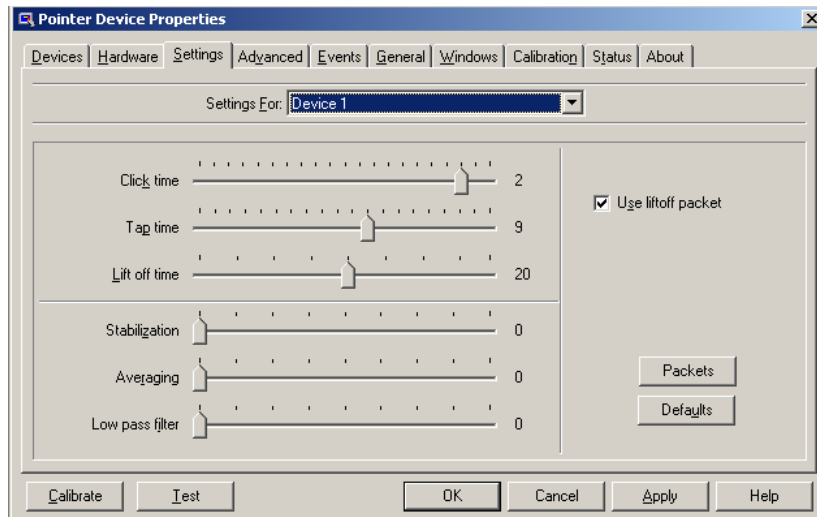 Pointer Device Properties
Devices Hardware Settings Advanced Events General Windows Calibration Status About
Settings For: Device 1
Click time 2
Use liftoff packet
Tap time 9
Lift off time 20
Stabilization 0
Averaging 0
Packets
Low pass filter 0
Defaults
Calibrate Test OK Cancel Apply Help